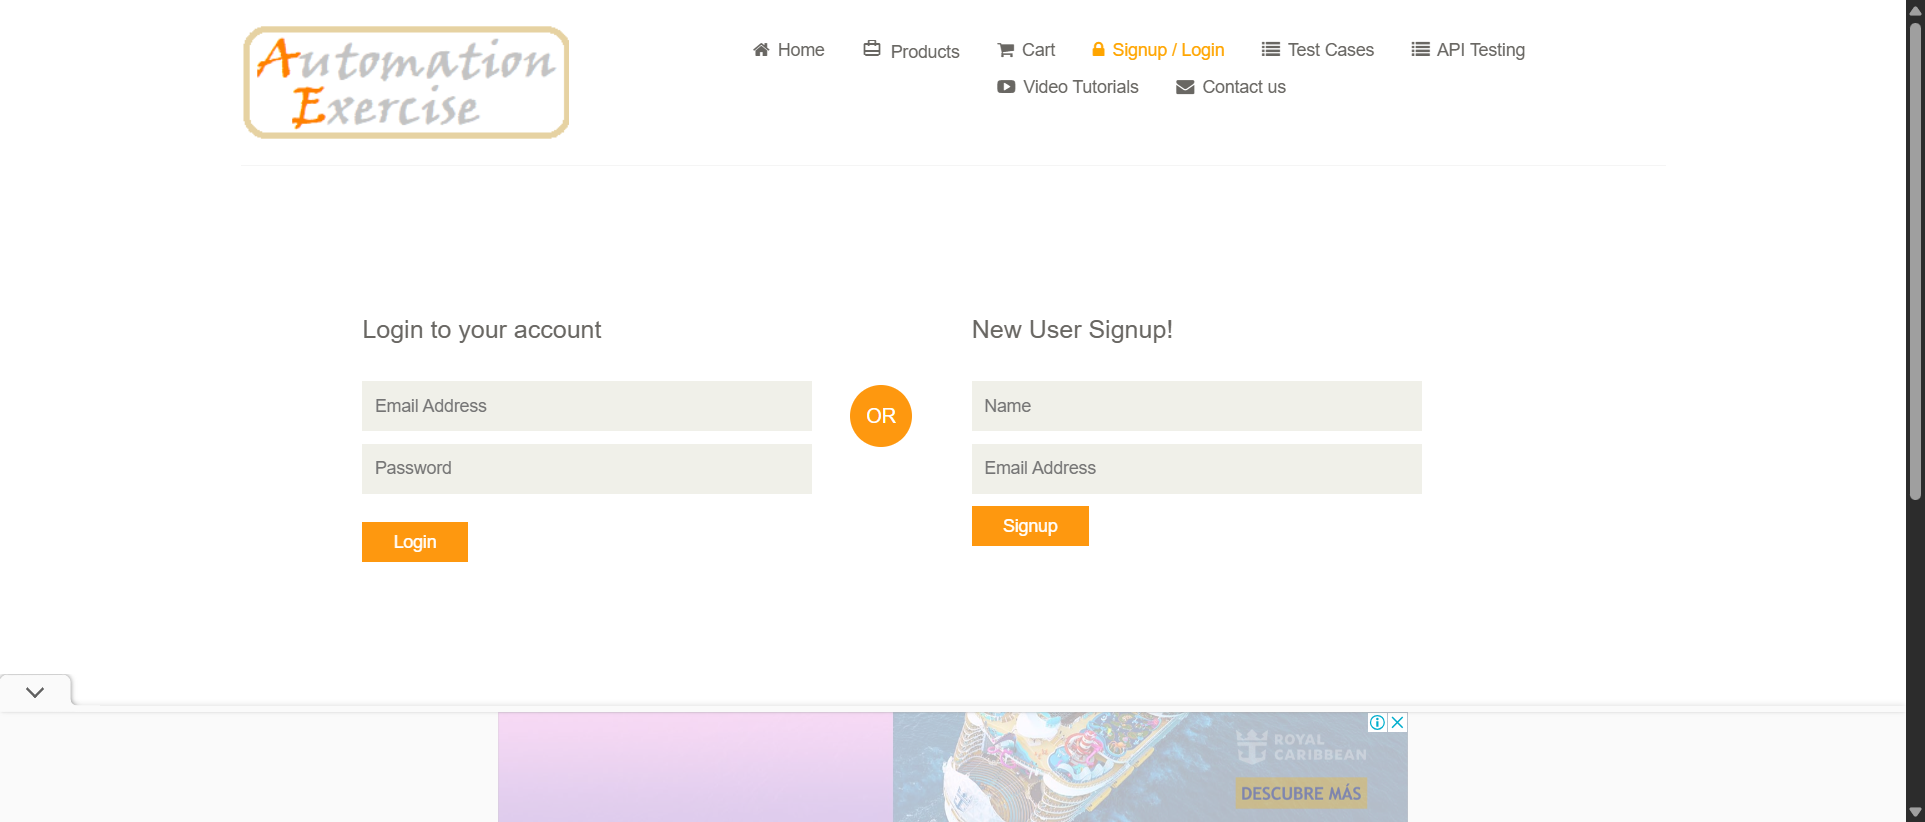 Automation
Exercise
Home
Products
Cart
Signup / Login
Test Cases
API Testing
Video Tutorials
Contact us
Login to your account
Email Address
Password
Login
OR
New User Signup!
Name
Email Address
Signup
ROYAL
CARIBBEAN
DESCUBRE MÁS